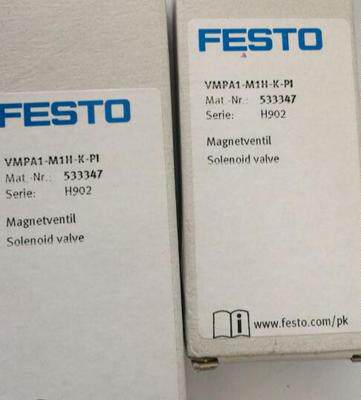 FESTO
VMPA1-M1H-K-PI
Mat.-Nr.: 533347
Serie: H902
Magnetventil
Solenoid valve
FESTO
VMPA1-M1H-K-PI
Mat.-Nr.: 533347
Serie: H902
Magnetventil
Solenoid valve
i www.festo.com/pk